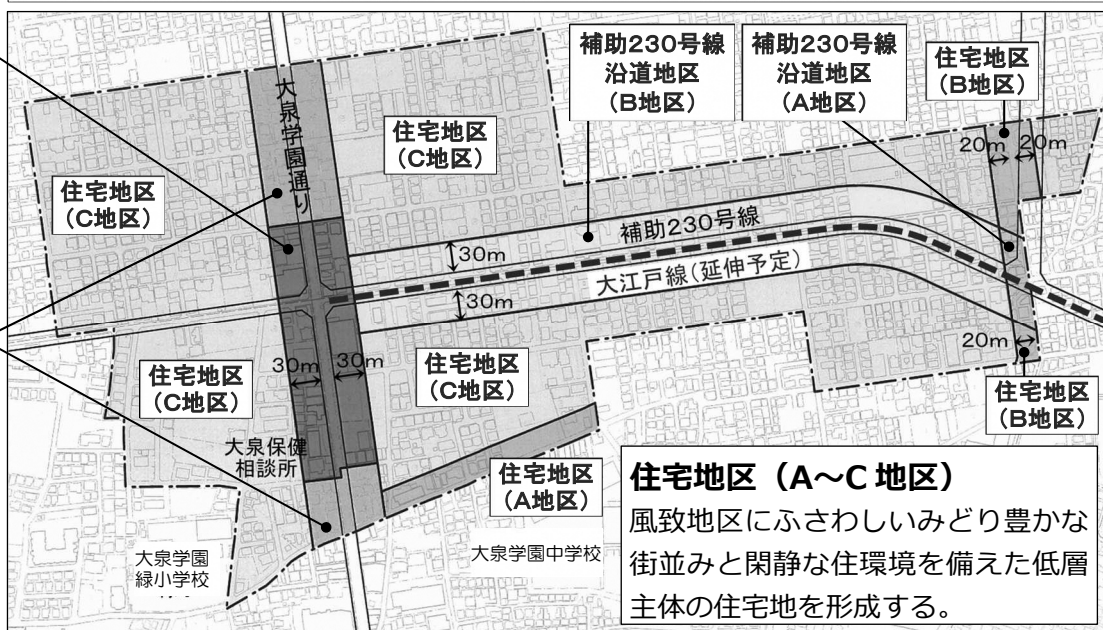 補助230号線
沿道地区
（B地区）
補助230号線
沿道地区
（A地区）
住宅地区
（B地区）
大泉学園通り
住宅地区
（C地区）
20m
20m
住宅地区
（C地区）
補助230号線
30m
大江戸線（延伸予定）
30m
住宅地区
（C地区）
30m
30m
住宅地区
（C地区）
20m
住宅地区
（B地区）
大泉保健
相談所
住宅地区
（A地区）
大泉学園
緑小学校
大泉学園中学校
住宅地区（A～C 地区）
風致地区にふさわしいみどり豊かな
街並みと閑静な住環境を備えた低層
主体の住宅地を形成する。